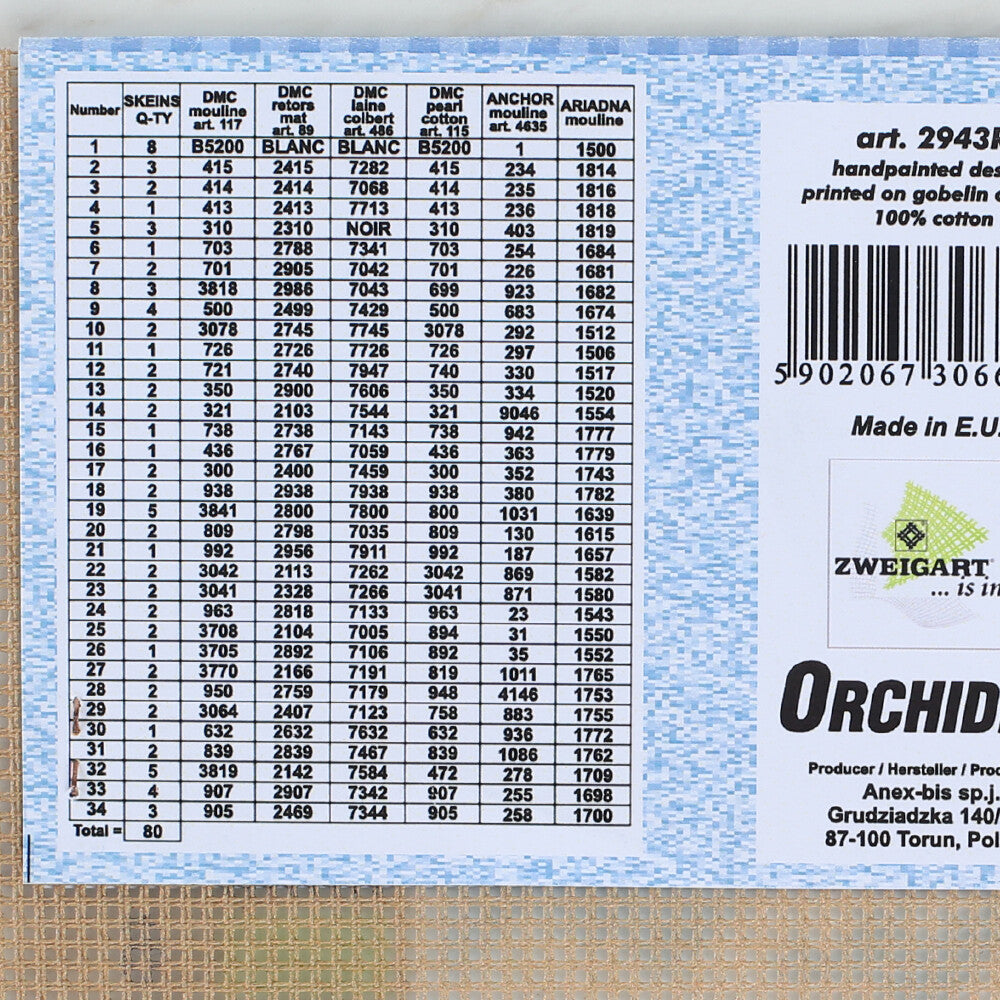 Number SKEINS Q-TY DMC mouline art. 117 DMC retors mat art. 89 DMC laine colbert art. 486 DMC pearl cotton art. 115 ANCHOR mouline art. 4635 ARIADNA mouline
1 8 B5200 BLANC BLANC B5200 1 1500
2 3 415 2415 7282 415 234 1814
3 2 414 2414 7068 414 235 1816
4 1 413 2413 7713 413 236 1818
5 3 310 2310 NOIR 310 403 1819
6 1 703 2788 7341 703 254 1684
7 2 701 2905 7042 701 226 1681
8 3 3818 2986 7043 699 923 1682
9 4 500 2499 7429 500 683 1674
10 2 3078 2745 7745 3078 292 1512
11 1 726 2726 7726 726 297 1506
12 2 721 2740 7947 740 330 1517
13 2 350 2900 7606 350 334 1520
14 2 321 2103 7544 321 9046 1554
15 1 738 2738 7143 738 942 1777
16 1 436 2767 7059 436 363 1779
17 2 300 2400 7459 300 352 1743
18 2 938 2938 7938 938 380 1782
19 5 3841 2800 7800 800 1031 1639
20 2 809 2798 7035 809 130 1615
21 1 992 2956 7911 992 187 1657
22 2 3042 2113 7262 3042 869 1582
23 2 3041 2328 7266 3041 871 1580
24 2 963 2818 7133 963 23 1543
25 2 3708 2104 7005 894 31 1550
26 1 3705 2892 7106 892 35 1552
27 2 3770 2166 7191 819 1011 1765
28 2 950 2759 7179 948 4146 1753
29 2 3064 2407 7123 758 883 1755
30 1 632 2632 7632 632 936 1772
31 2 839 2839 7467 839 1086 1762
32 5 3819 2142 7584 472 278 1709
33 4 907 2907 7342 907 255 1698
34 3 905 2469 7344 905 258 1700
Total = 80
art. 2943
handpainted des
printed on gobelin
100% cotton
5 902067 306
Made in E.U.
ZWEIGART
... is in
ORCHID
Producer / Hersteller / Pro
Anex-bis sp.j.
Grudziadzka 140/
87-100 Torun, Pol